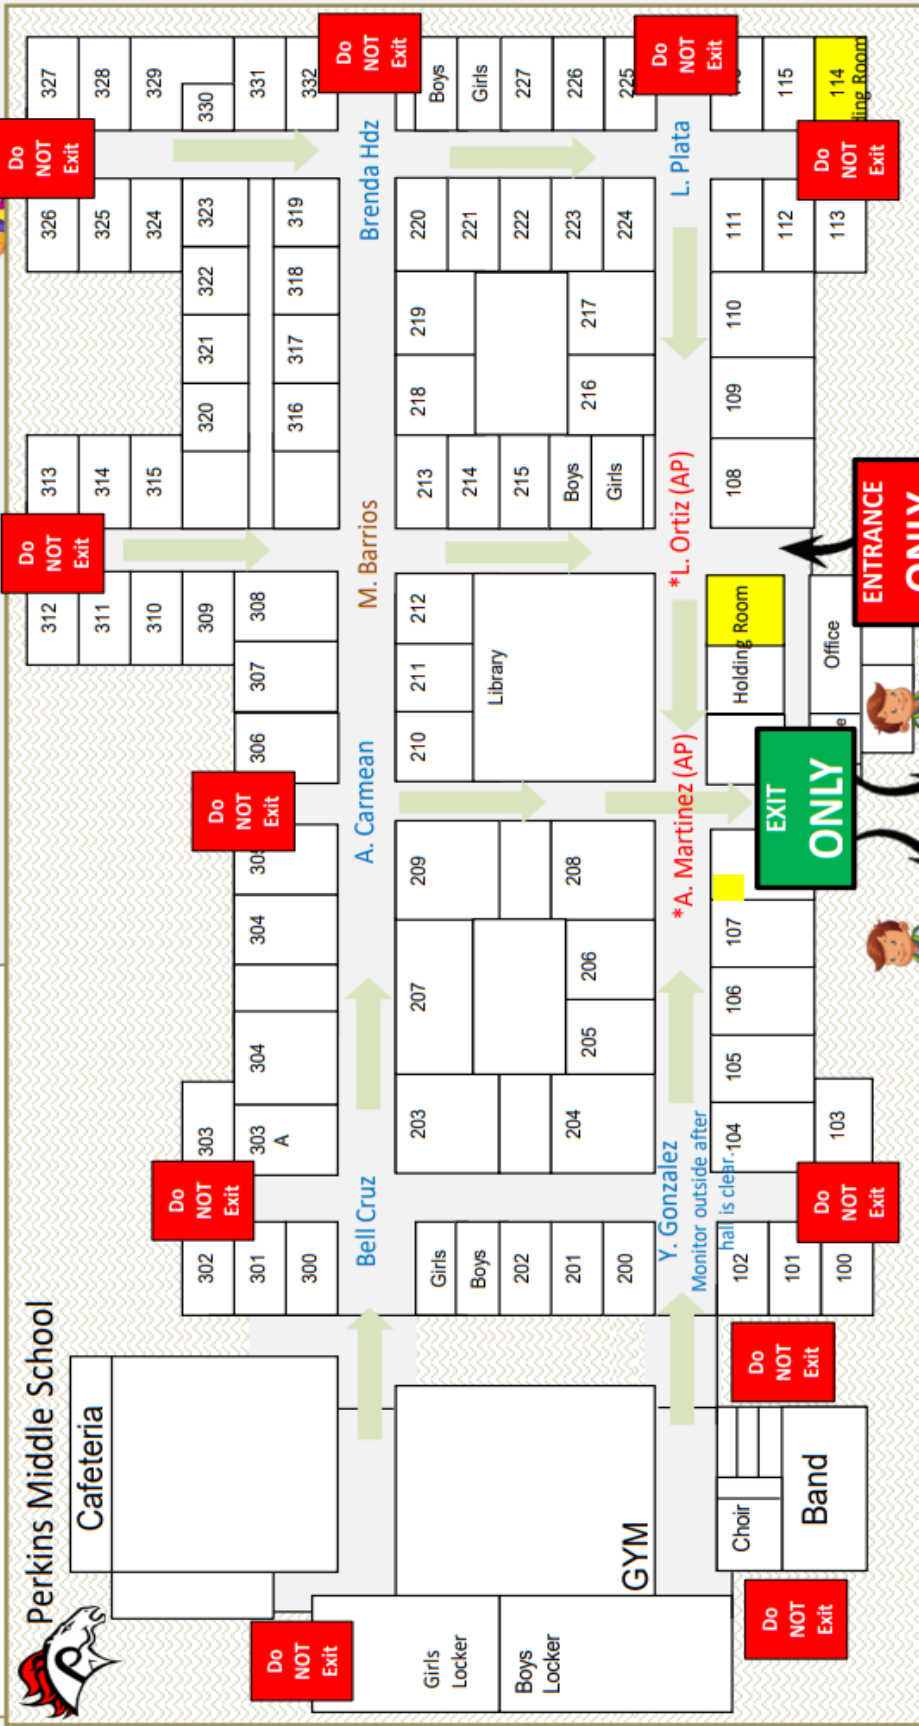 Perkins Middle School
Cafeteria
Girls
Locker
Boys
Locker
GYM
Choir
Band
Do
NOT
Exit
Do
NOT
Exit
Do
NOT
Exit
Do
NOT
Exit
Do
NOT
Exit
Do
NOT
Exit
Do
NOT
Exit
Do
NOT
Exit
Do
NOT
Exit
Do
NOT
Exit
Do
NOT
Exit
302
301
300
303
303
A
304
304
305
306
307
308
309
310
311
312
313
314
315
320
321
322
323
316
317
318
319
324
325
326
327
328
329
330
331
332
Bell Cruz
A. Carmean
M. Barrios
Brenda Hdz
Girls
Boys
202
201
200
203
204
207
205
206
209
208
210
211
212
Library
213
214
215
Boys
Girls
218
219
216
217
220
221
222
223
224
Boys
Girls
227
226
225
Y. Gonzalez
Monitor outside after
hall is clear.
*A. Martinez (AP)
*L. Ortiz (AP)
L. Plata
102
101
100
104
103
105
106
107
EXIT
ONLY
Holding Room
Office
ENTRANCE
ONLY
108
109
110
111
112
113
115
114